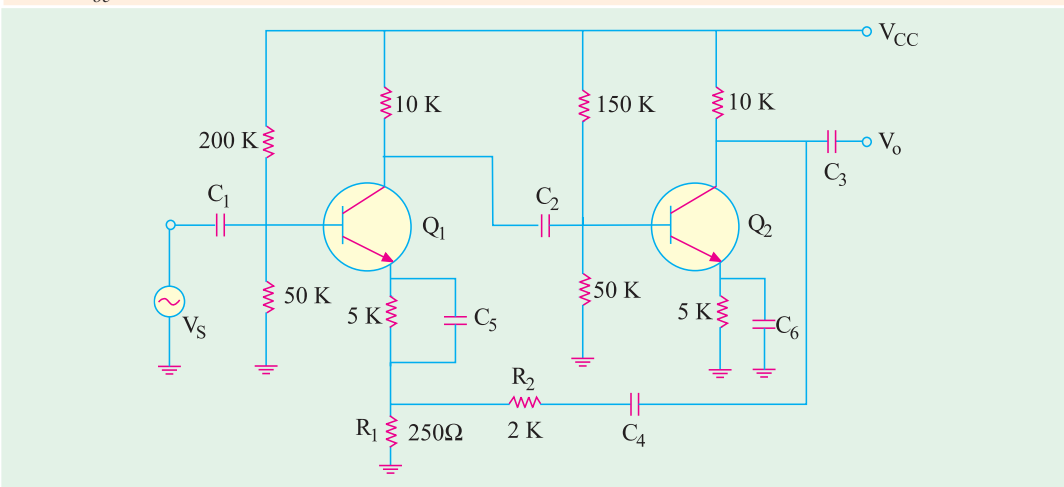 V_CC
10 K
150 K
10 K
200 K
V_o
C_3
C_1
C_2
Q_1
Q_2
50 K
50 K
5 K
C_5
5 K
C_6
V_S
R_2
R_1
250Ω
2 K
C_4